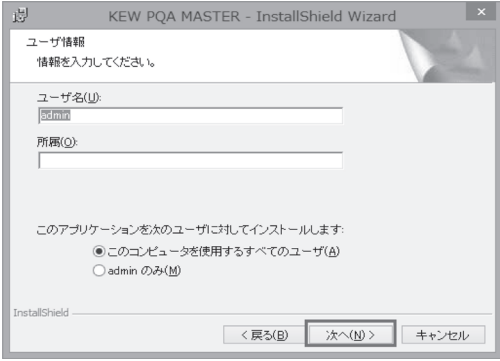 KEW PQA MASTER - InstallShield Wizard
ユーザ情報
情報を入力してください。
ユーザ名(U):
admin
所属(O):
このアプリケーションを次のユーザに対してインストールします:
このコンピュータを使用するすべてのユーザ(A)
admin のみ(M)
InstallShield
< 戻る(B)
次へ(N) >
キャンセル